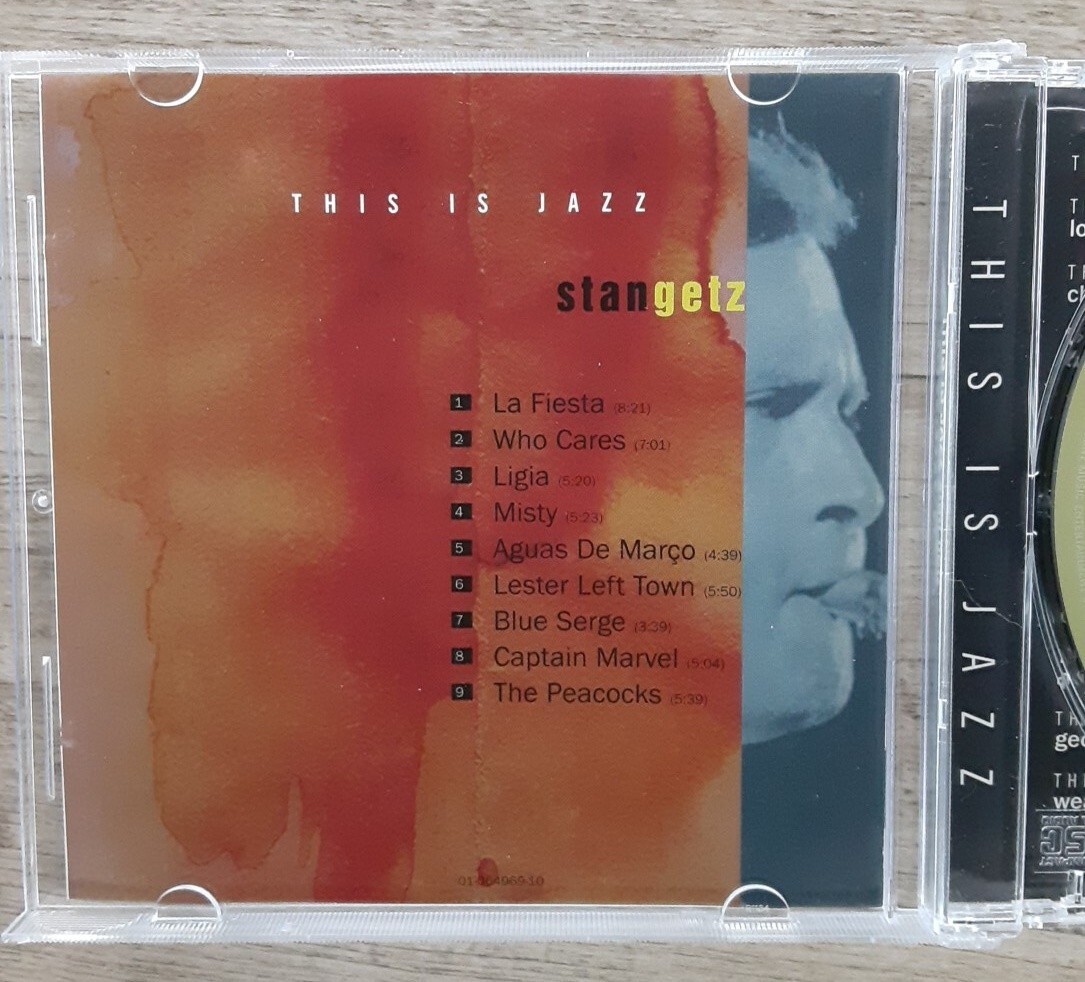 THIS IS JAZZ
stangetz
1 La Fiesta (8:21)
2 Who Cares (7:01)
3 Ligia (5:20)
4 Misty (5:23)
5 Aguas De Março (4:39)
6 Lester Left Town (5:50)
7 Blue Serge (3:39)
8 Captain Marvel (5:04)
9 The Peacocks (5:39)
THIS IS JAZZ